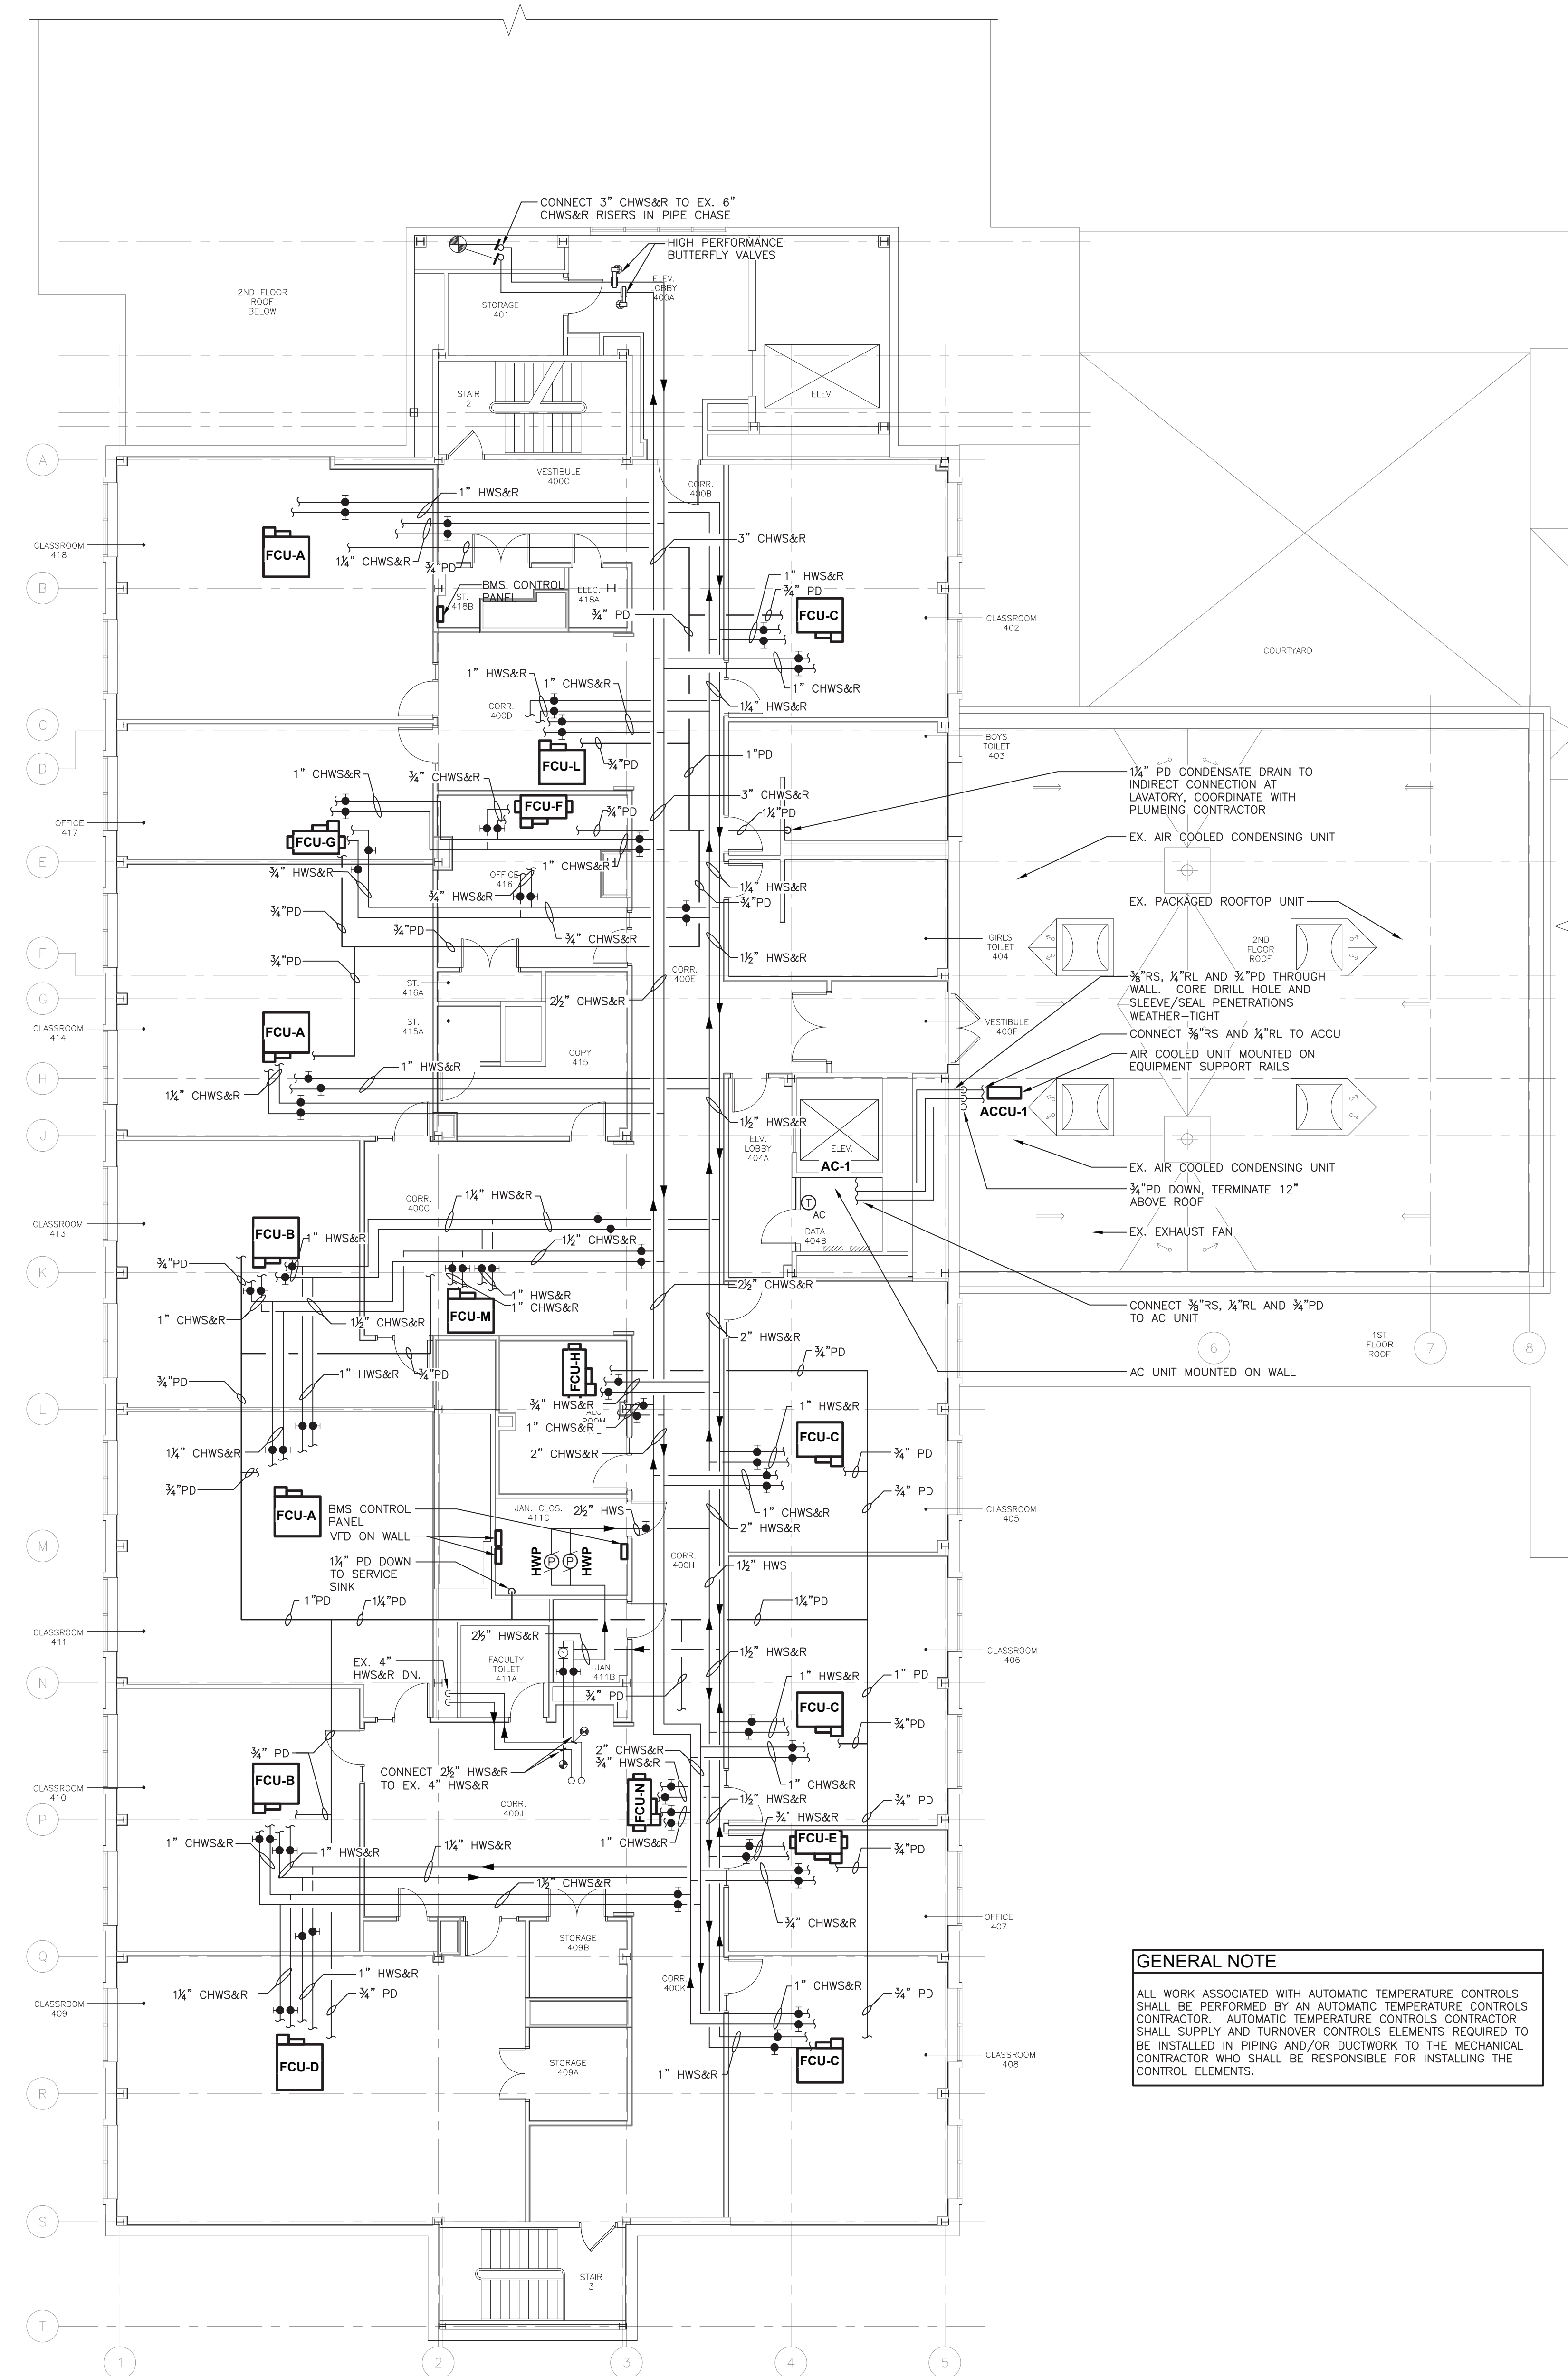 CONNECT 3" CHWS&R TO EX. 6"
CHWS&R RISERS IN PIPE CHASE
HIGH PERFORMANCE
BUTTERFLY VALVES
ELEV.
LOBBY
400A
2ND FLOOR
ROOF
BELOW
STORAGE
401
STAIR
2
ELEV
A
VESTIBULE
400C
CORR.
400B
1" HWS&R
CLASSROOM
418
FCU-A
1¼" CHWS&R
¾"PD
3" CHWS&R
BMS CONTROL
PANEL
ST.
418B
ELEC.
418A
1" HWS&R
¾" PD
FCU-C
B
¾" PD
CLASSROOM
402
COURTYARD
1" HWS&R
1" CHWS&R
1" CHWS&R
1¼" HWS&R
CORR.
400D
C
BOYS
TOILET
403
D
FCU-L
¾"PD
1"PD
1" CHWS&R
¾" CHWS&R
3" CHWS&R
1¼" PD CONDENSATE DRAIN TO
INDIRECT CONNECTION AT
LAVATORY, COORDINATE WITH
PLUMBING CONTRACTOR
FCU-F
¾"PD
1¼"PD
OFFICE
417
FCU-G
EX. AIR COOLED CONDENSING UNIT
E
¾" HWS&R
OFFICE
416
1" CHWS&R
¾" HWS&R
1¼" HWS&R
¾"PD
EX. PACKAGED ROOFTOP UNIT
¾"PD
¾"PD
¾" CHWS&R
GIRLS
TOILET
404
2ND
FLOOR
ROOF
F
¾"PD
1½" HWS&R
CORR.
400E
⅜"RS, ¼"RL AND ¾"PD THROUGH
WALL. CORE DRILL HOLE AND
SLEEVE/SEAL PENETRATIONS
WEATHER-TIGHT
ST.
416A
G
2½" CHWS&R
CLASSROOM
414
FCU-A
ST.
415A
VESTIBULE
400F
CONNECT ⅜"RS AND ¼"RL TO ACCU
COPY
415
AIR COOLED UNIT MOUNTED ON
EQUIPMENT SUPPORT RAILS
1" HWS&R
H
1¼" CHWS&R
ACCU-1
1½" HWS&R
J
ELV.
LOBBY
404A
ELEV.
AC-1
EX. AIR COOLED CONDENSING UNIT
¾"PD DOWN, TERMINATE 12"
ABOVE ROOF
CORR.
400G
1¼" HWS&R
T
AC
CLASSROOM
413
FCU-B
1" HWS&R
1½" CHWS&R
DATA
404B
EX. EXHAUST FAN
¾"PD
K
2½" CHWS&R
1" HWS&R
1" CHWS&R
CONNECT ⅜"RS, ¼"RL AND ¾"PD
TO AC UNIT
1" CHWS&R
1½" CHWS&R
FCU-M
2" HWS&R
1ST
FLOOR
ROOF
6
7
8
¾"PD
1" HWS&R
¾"PD
FCU-H
¾"PD
AC UNIT MOUNTED ON WALL
¾" HWS&R
L
1" CHWS&R
1" HWS&R
1¼" CHWS&R
2" CHWS&R
FCU-C
¾" PD
¾"PD
¾" PD
FCU-A
BMS CONTROL
PANEL
VFD ON WALL
JAN. CLOS.
411C
2½" HWS
1" CHWS&R
2" HWS&R
CLASSROOM
405
M
HWP
P
P
HWP
CORR.
400H
1¼" PD DOWN
TO SERVICE
SINK
1½" HWS
1"PD
1¼"PD
1¼"PD
CLASSROOM
411
2½" HWS&R
1½" HWS&R
CLASSROOM
406
EX. 4"
HWS&R DN.
FACULTY
TOILET
411A
JAN.
411B
N
1" HWS&R
1" PD
¾" PD
FCU-C
¾"PD
¾" PD
2" CHWS&R
¾" HWS&R
CONNECT 2½" HWS&R
TO EX. 4" HWS&R
FCU-B
1" CHWS&R
CLASSROOM
410
CORR.
400J
FCU-N
1½" HWS&R
¾" PD
P
¾' HWS&R
1" CHWS&R
1" HWS&R
1¼" HWS&R
1" CHWS&R
FCU-E
¾"PD
1½" CHWS&R
¾" CHWS&R
OFFICE
407
STORAGE
409B
Q
1" HWS&R
1¼" CHWS&R
¾" PD
CORR.
400K
1" CHWS&R
¾" PD
CLASSROOM
409
FCU-D
STORAGE
409A
1" HWS&R
FCU-C
CLASSROOM
408
R
GENERAL NOTE
ALL WORK ASSOCIATED WITH AUTOMATIC TEMPERATURE CONTROLS
SHALL BE PERFORMED BY AN AUTOMATIC TEMPERATURE CONTROLS
CONTRACTOR. AUTOMATIC TEMPERATURE CONTROLS CONTRACTOR
SHALL SUPPLY AND TURNOVER CONTROLS ELEMENTS REQUIRED TO
BE INSTALLED IN PIPING AND/OR DUCTWORK TO THE MECHANICAL
CONTRACTOR WHO SHALL BE RESPONSIBLE FOR INSTALLING THE
CONTROL ELEMENTS.
S
STAIR
3
T
1
2
3
4
5